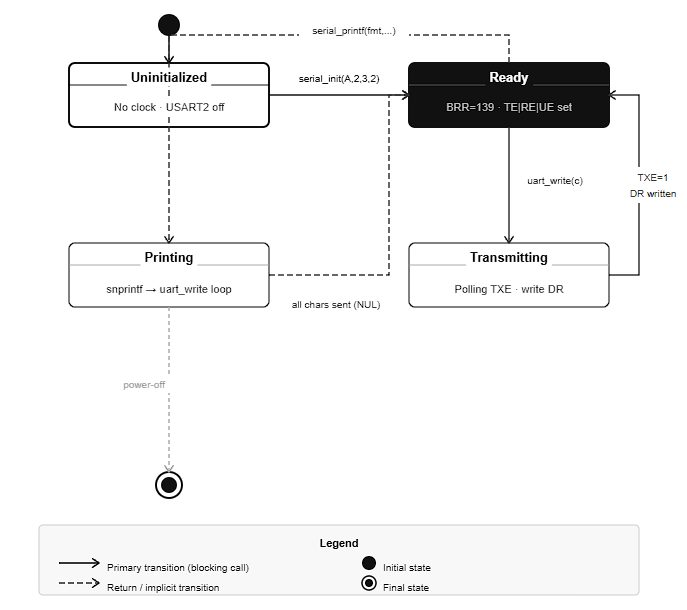 serial_printf(fmt,...)
Uninitialized
No clock · USART2 off
serial_init(A,2,3,2)
Ready
BRR=139 · TE|RE|UE set
uart_write(c)
TXE=1
DR written
Printing
snprintf → uart_write loop
all chars sent (NUL)
Transmitting
Polling TXE · write DR
power-off
Legend
Primary transition (blocking call)
Initial state
Return / implicit transition
Final state